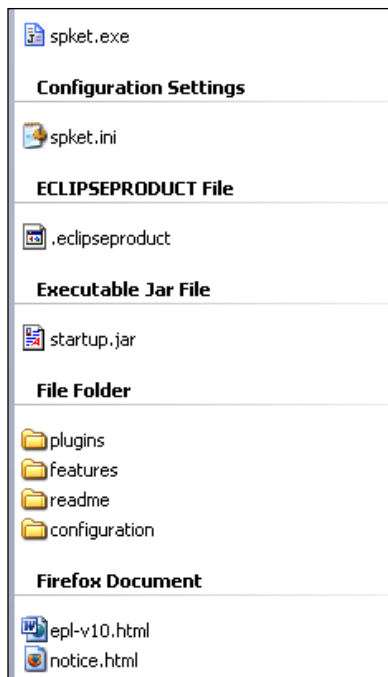 spket.exe
Configuration Settings
spket.ini
ECLIPSEPRODUCT File
.eclipseproduct
Executable Jar File
startup.jar
File Folder
plugins
features
readme
configuration
Firefox Document
epl-v10.html
notice.html